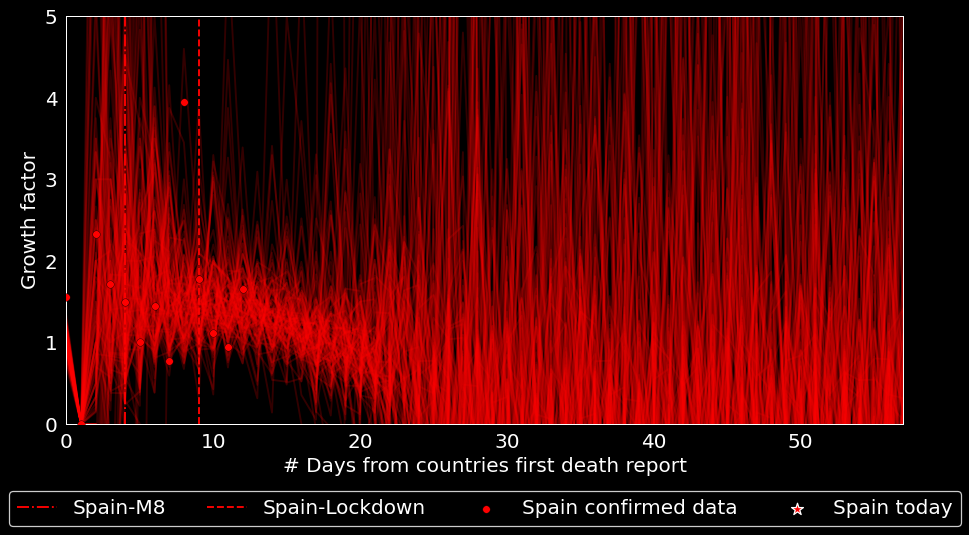 5
4
3
2
1
0
Growth factor
0 10 20 30 40 50
# Days from countries first death report
Spain-M8 Spain-Lockdown Spain confirmed data Spain today